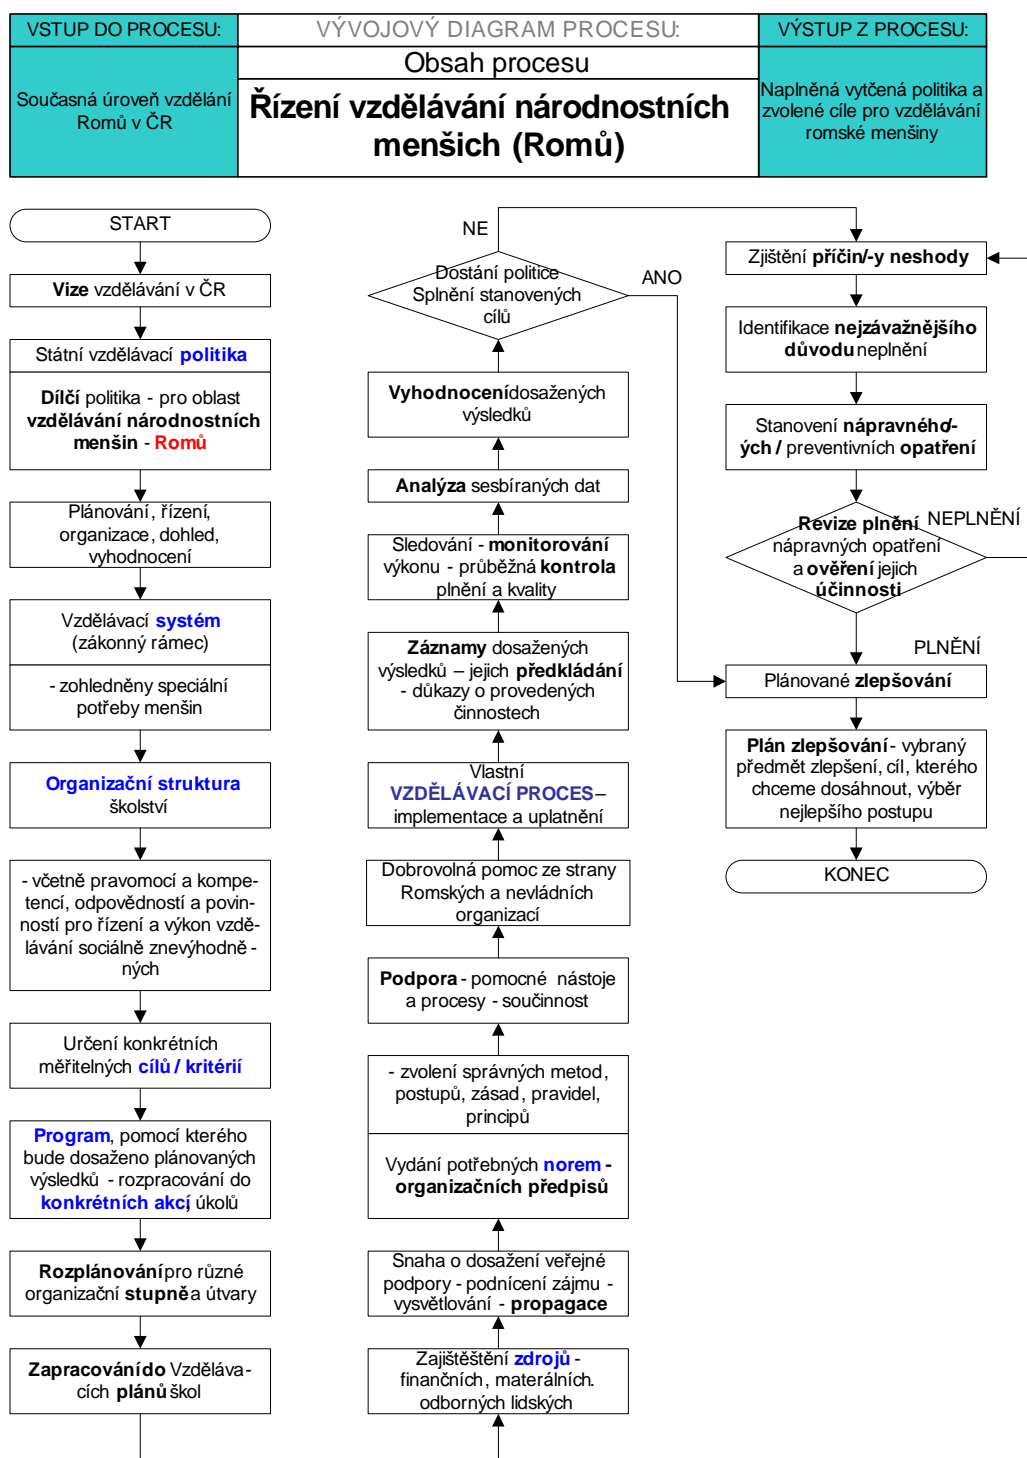 VSTUP DO PROCESU:
VÝVOJOVÝ DIAGRAM PROCESU:
VÝSTUP Z PROCESU:
Současná úroveň vzdělání
Romů v ČR
Obsah procesu
Řízení vzdělávání národnostních
menšich (Romů)
Naplněná vytčená politika a
zvolené cíle pro vzdělávání
romské menšiny
START
Vize vzdělávání v ČR
Státní vzdělávací politika
Dílčí politika - pro oblast
vzdělávání národnostních
menšin - Romů
Plánování, řízení,
organizace, dohled,
vyhodnocení
Vzdělávací systém
(zákonný rámec)
- zohledněny speciální
potřeby menšin
Organizační struktura
školství
- včetně pravomocí a kompe-
tencí, odpovědností a povin-
ností pro řízení a výkon vzdě-
lávání sociálně znevýhodně -
ných
Určení konkrétních
měřitelných cílů / kritérií
Program, pomocí kterého
bude dosaženo plánovaných
výsledků - rozpracování do
konkrétních akcí, úkolů
Rozplánování pro různé
organizační stupně a útvary
Zapracování do Vzděláva-
cích plánů škol
NE
Dostání politice
Splnění stanovených
cílů
ANO
Vyhodnocení dosažených
výsledků
Analýza sesbíraných dat
Sledování - monitorování
výkonu - průběžná kontrola
plnění a kvality
Záznamy dosažených
výsledků – jejich předkládání
- důkazy o provedených
činnostech
Vlastní
VZDĚLÁVACÍ PROCES –
implementace a uplatnění
Dobrovolná pomoc ze strany
Romských a nevládních
organizací
Podpora - pomocné nástoje
a procesy - součinnost
- zvolení správných metod,
postupů, zásad, pravidel,
principů
Vydání potřebných norem -
organizačních předpisů
Snaha o dosažení veřejné
podpory - podnícení zájmu -
vysvětlování - propagace
Zajištěštění zdrojů -
finančních, materálních.
odborných lidských
Zjištění příčin/-y neshody
Identifikace nejzávažnějšího
důvodu neplnění
Stanovení nápravného/-
ých / preventivních opatření
Revize plnění
nápravných opatření
a ověření jejich
účinnosti
NEPLNĚNÍ
PLNĚNÍ
Plánované zlepšování
Plán zlepšování - vybraný
předmět zlepšení, cíl, kterého
chceme dosáhnout, výběr
nejlepšího postupu
KONEC